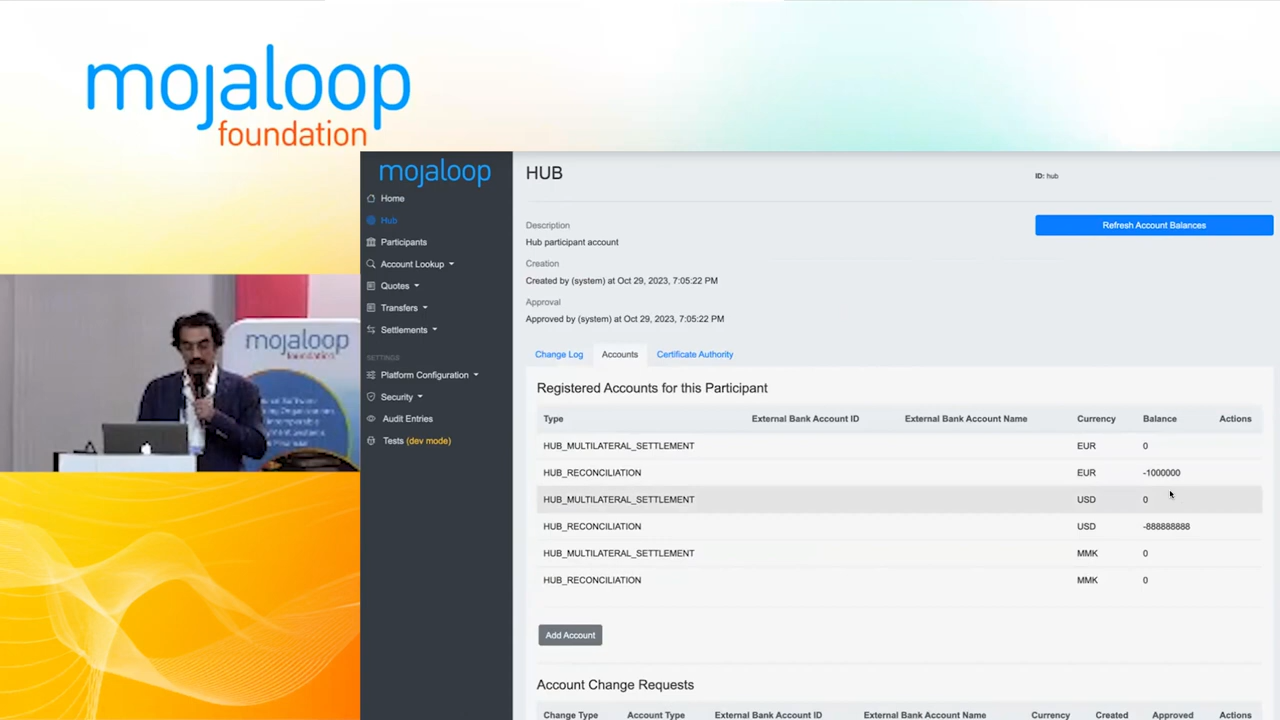 mojaloop
foundation
mojaloop
Home
Hub
Participants
Account Lookup
Quotes
Transfers
Settlements
SETTINGS
Platform Configuration
Security
Audit Entries
Tests (dev mode)
HUB
ID: hub
Description
Hub participant account
Refresh Account Balances
Creation
Created by (system) at Oct 29, 2023, 7:05:22 PM
Approval
Approved by (system) at Oct 29, 2023, 7:05:22 PM
Change Log Accounts Certificate Authority
Registered Accounts for this Participant
Type External Bank Account ID External Bank Account Name Currency Balance Actions
HUB_MULTILATERAL_SETTLEMENT EUR 0
HUB_RECONCILIATION EUR -1000000
HUB_MULTILATERAL_SETTLEMENT USD 0
HUB_RECONCILIATION USD -888888888
HUB_MULTILATERAL_SETTLEMENT MMK 0
HUB_RECONCILIATION MMK 0
Add Account
Account Change Requests
Change Type Account Type External Bank Account ID External Bank Account Name Currency Created Approved Actions
mojaloop
foundation